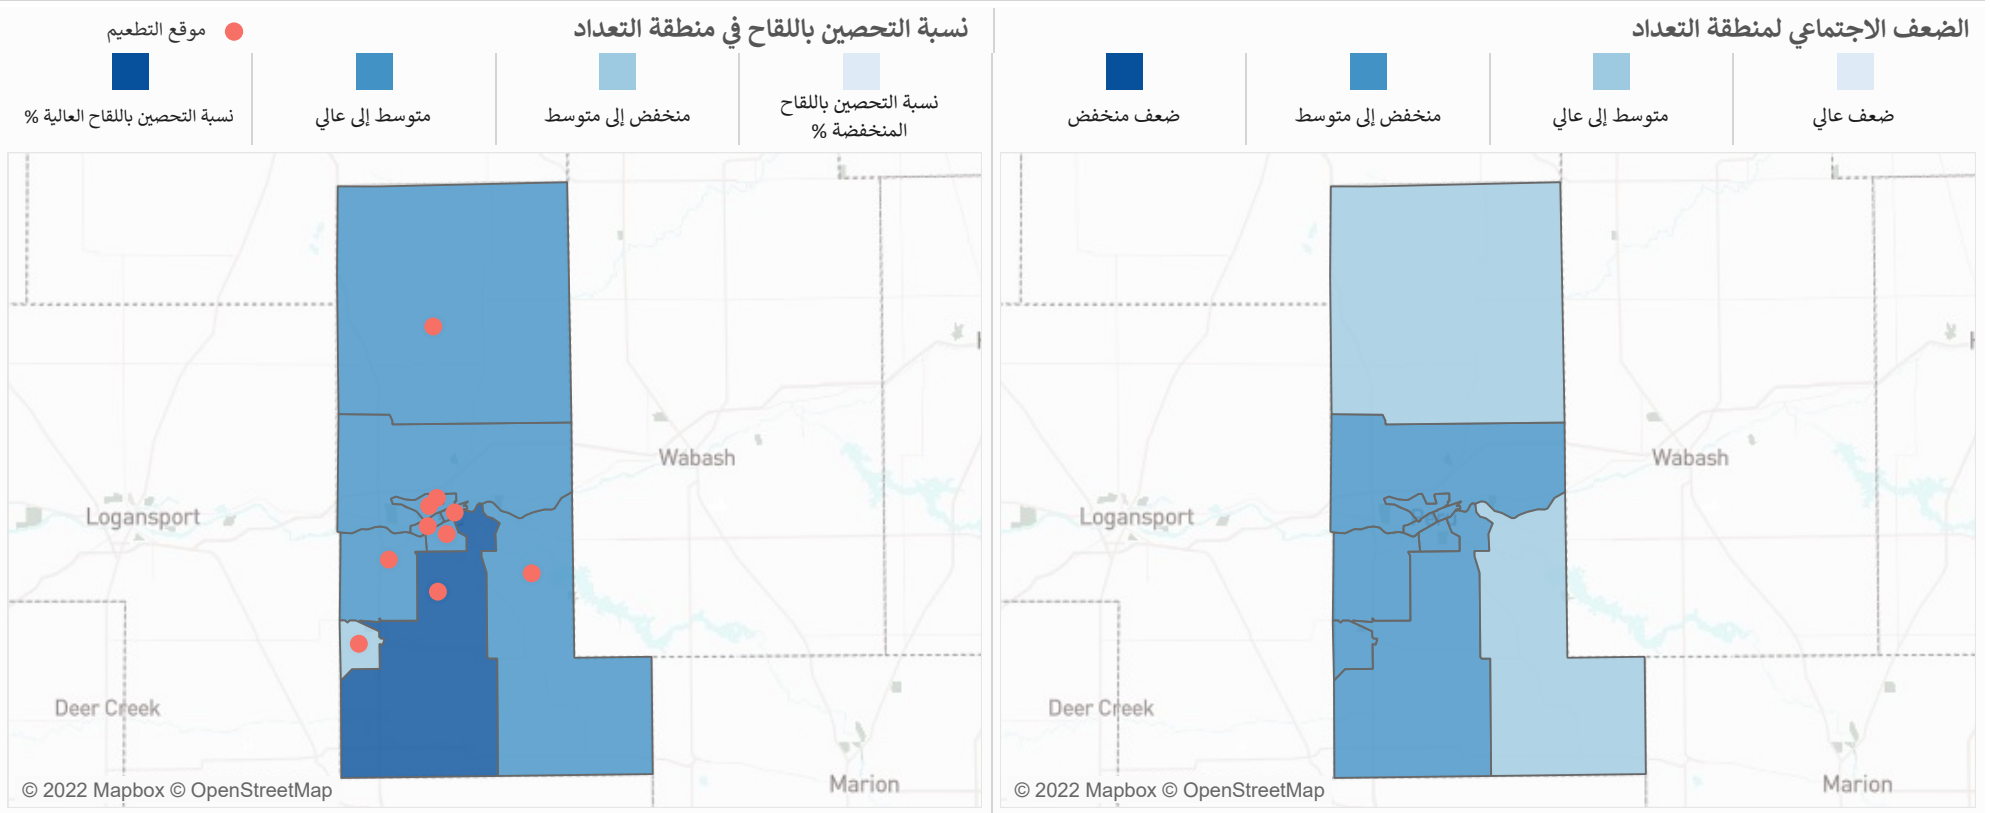 الضعف الاجتماعي لمنطقة التعداد
ضعف عالي
متوسط إلى عالي
منخفض إلى متوسط
ضعف منخفض
Wabash
Logansport
Deer Creek
Marion
© 2022 Mapbox © OpenStreetMap
نسبة التحصين باللقاح في منطقة التعداد
موقع التطعيم
نسبة التحصين باللقاح
المنخفضة %
منخفض إلى متوسط
متوسط إلى عالي
نسبة التحصين باللقاح العالية %
Wabash
Logansport
Deer Creek
Marion
© 2022 Mapbox © OpenStreetMap